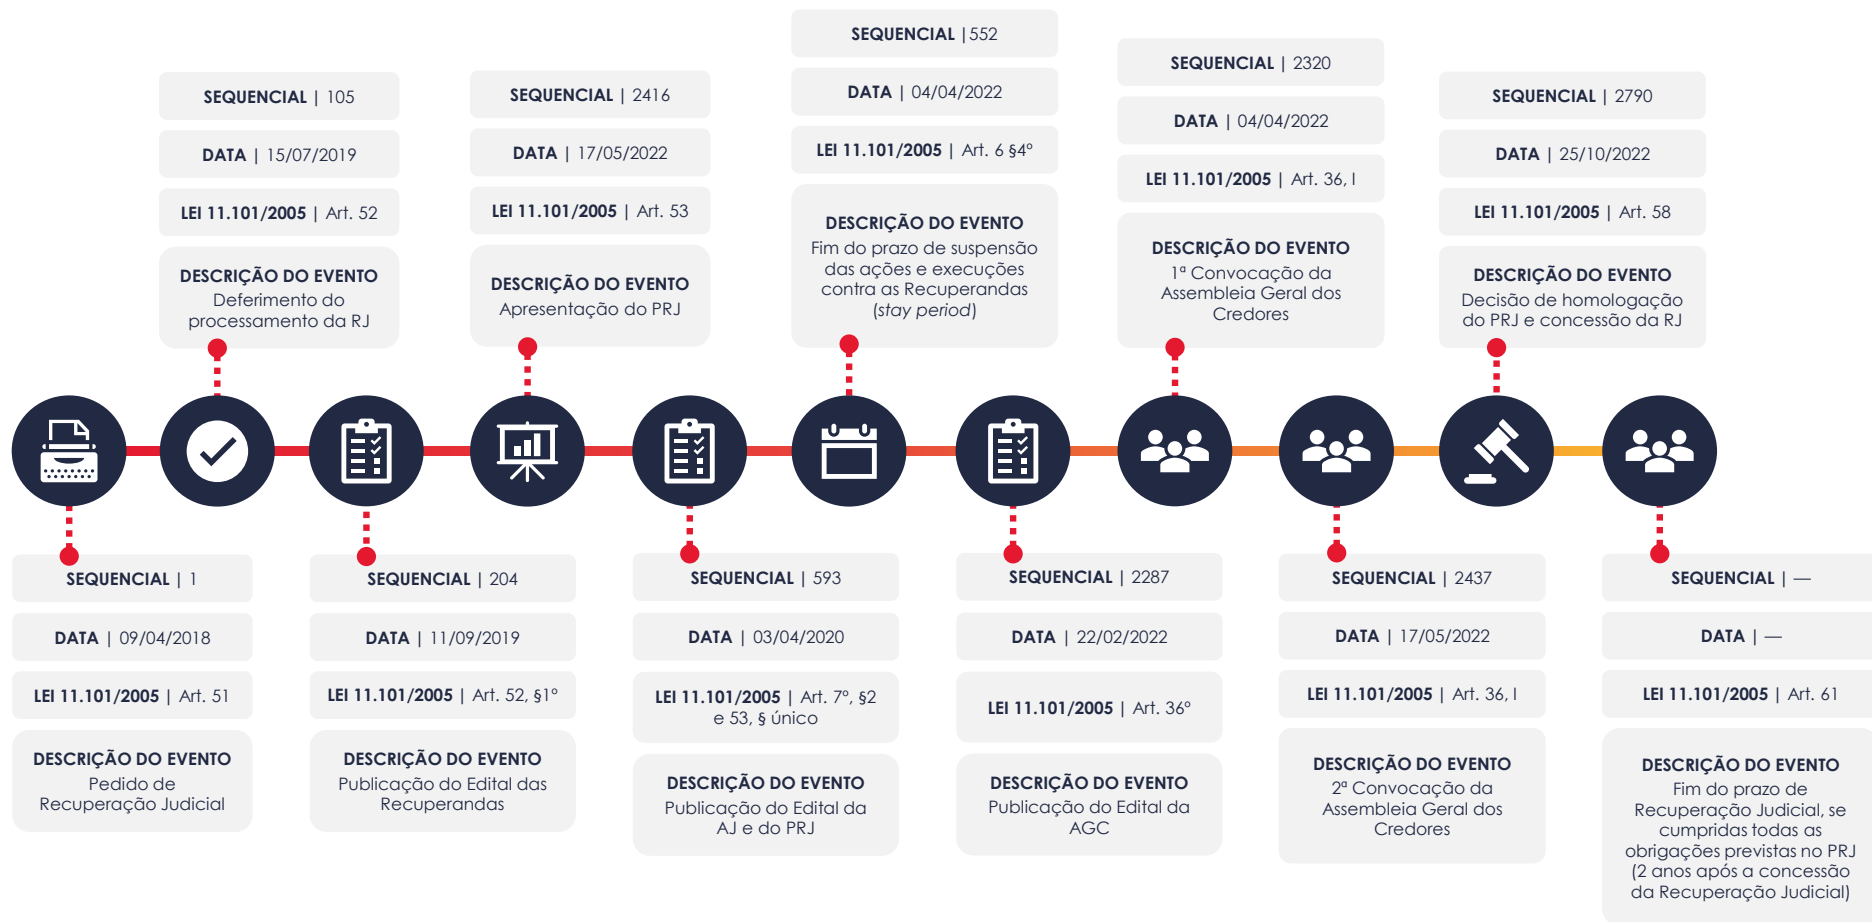 SEQUENCIAL | 105
DATA | 15/07/2019
LEI 11.101/2005 | Art. 52
DESCRIÇÃO DO EVENTO
Deferimento do
processamento da RJ
SEQUENCIAL | 2416
DATA | 17/05/2022
LEI 11.101/2005 | Art. 53
DESCRIÇÃO DO EVENTO
Apresentação do PRJ
SEQUENCIAL |552
DATA | 04/04/2022
LEI 11.101/2005 | Art. 6 §4º
DESCRIÇÃO DO EVENTO
Fim do prazo de suspensão
das ações e execuções
contra as Recuperandas
(stay period)
SEQUENCIAL | 2320
DATA | 04/04/2022
LEI 11.101/2005 | Art. 36, I
DESCRIÇÃO DO EVENTO
1ª Convocação da
Assembleia Geral dos
Credores
SEQUENCIAL | 2790
DATA | 25/10/2022
LEI 11.101/2005 | Art. 58
DESCRIÇÃO DO EVENTO
Decisão de homologação
do PRJ e concessão da RJ
SEQUENCIAL | 1
DATA | 09/04/2018
LEI 11.101/2005 | Art. 51
DESCRIÇÃO DO EVENTO
Pedido de
Recuperação Judicial
SEQUENCIAL | 204
DATA | 11/09/2019
LEI 11.101/2005 | Art. 52, §1º
DESCRIÇÃO DO EVENTO
Publicação do Edital das
Recuperandas
SEQUENCIAL | 593
DATA | 03/04/2020
LEI 11.101/2005 | Art. 7º, §2
e 53, § único
DESCRIÇÃO DO EVENTO
Publicação do Edital da
AJ e do PRJ
SEQUENCIAL | 2287
DATA | 22/02/2022
LEI 11.101/2005 | Art. 36º
DESCRIÇÃO DO EVENTO
Publicação do Edital da
AGC
SEQUENCIAL | 2437
DATA | 17/05/2022
LEI 11.101/2005 | Art. 36, I
DESCRIÇÃO DO EVENTO
2ª Convocação da
Assembleia Geral dos
Credores
SEQUENCIAL | —
DATA | —
LEI 11.101/2005 | Art. 61
DESCRIÇÃO DO EVENTO
Fim do prazo de
Recuperação Judicial, se
cumpridas todas as
obrigações previstas no PRJ
(2 anos após a concessão
da Recuperação Judicial)